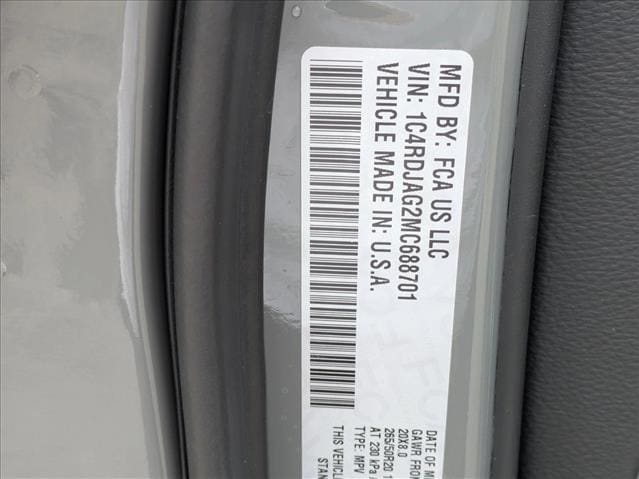 MFD BY: FCA US LLC
VIN: 1C4RDJAG2MC688701
VEHICLE MADE IN: U.S.A.
DATE OF M
GAWR FRON
20X8.0
265/50R20 1
AT 230 kPa
TYPE: MPV
THIS VEHICLE
STAN